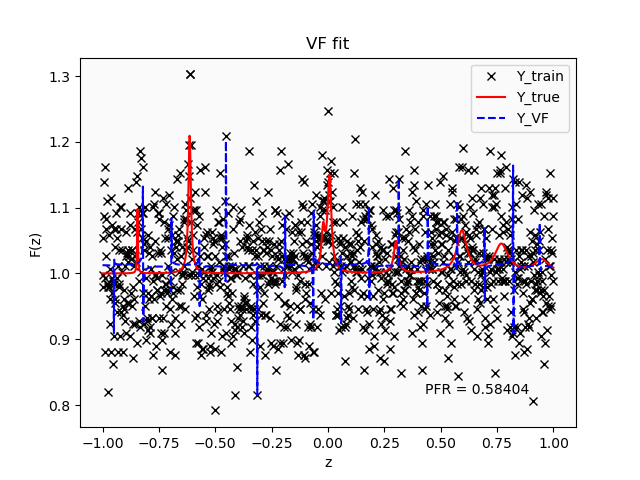 VF fit
Y_train
Y_true
Y_VF
F(z)
1.3
1.2
1.1
1.0
0.9
0.8
PFR = 0.58404
−1.00 −0.75 −0.50 −0.25 0.00 0.25 0.50 0.75 1.00
z